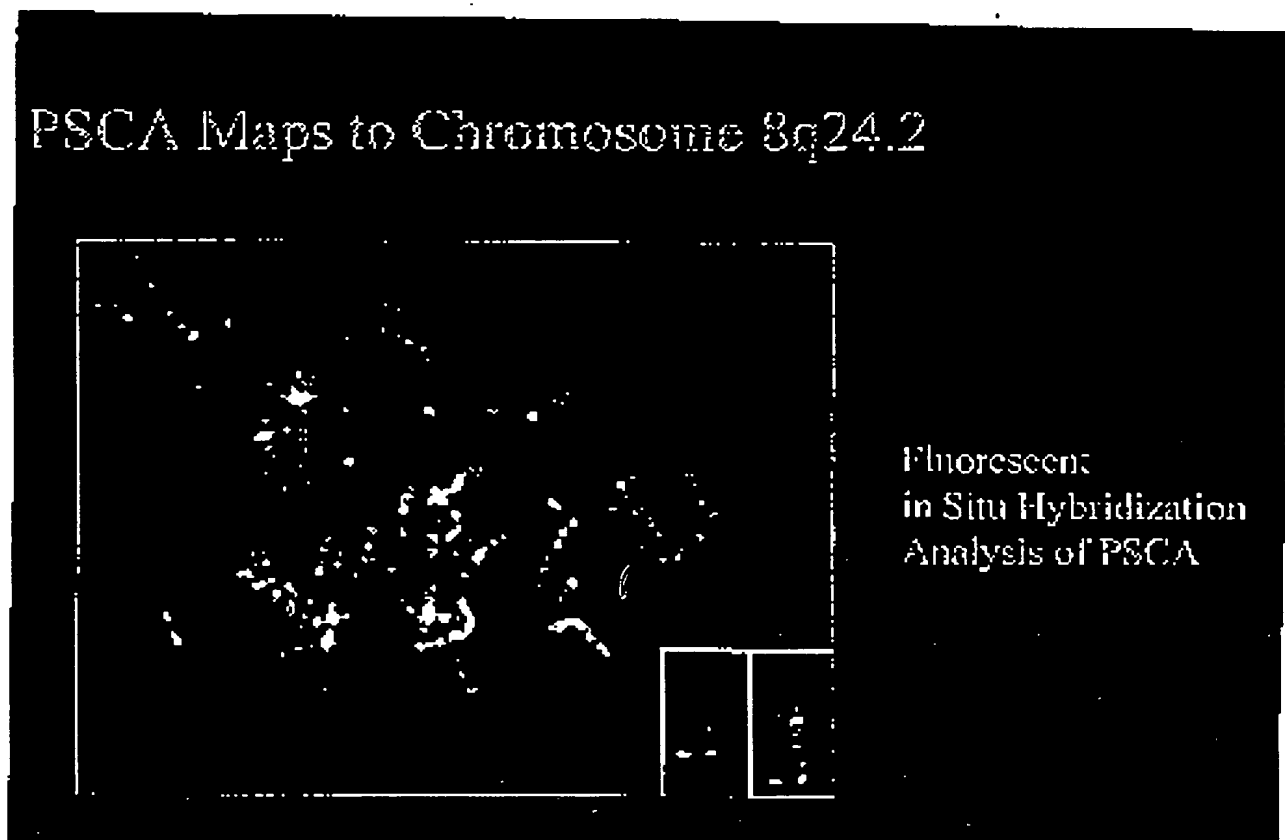 PSCA Maps to Chromosome 8q24.2
Fluorescent
in Situ Hybridization
Analysis of PSCA